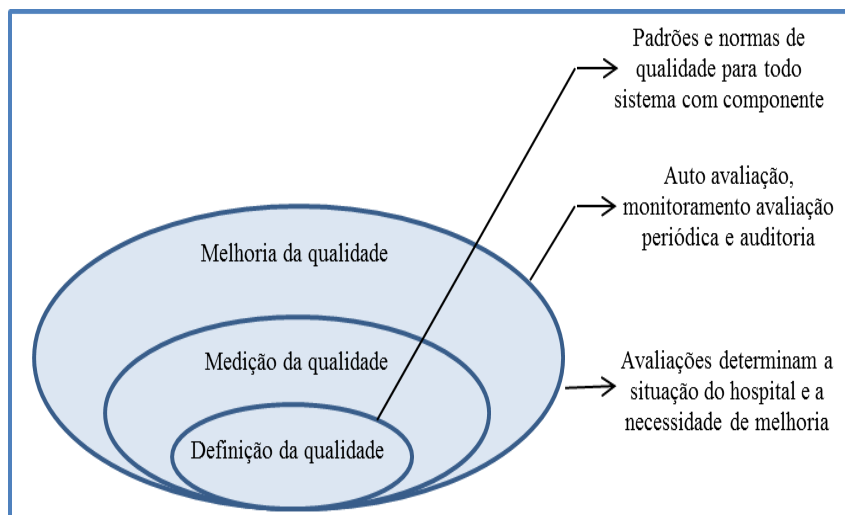 Padrões e normas de
qualidade para todo
sistema com componente
Auto avaliação,
monitoramento avaliação
periódica e auditoria
Melhoria da qualidade
Medição da qualidade
Avaliações determinam a
situação do hospital e a
necessidade de melhoria
Definição da qualidade